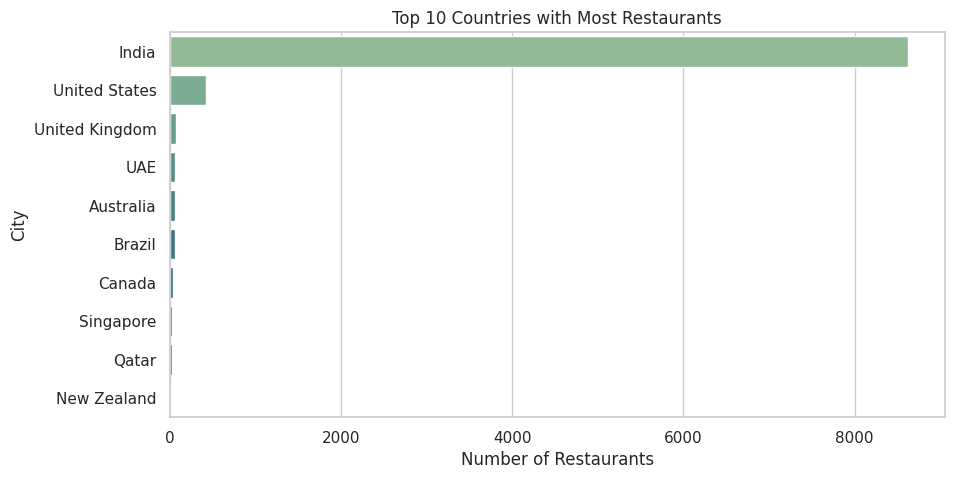 Top 10 Countries with Most Restaurants
India
United States
United Kingdom
UAE
Australia
Brazil
Canada
Singapore
Qatar
New Zealand
City
0 2000 4000 6000 8000
Number of Restaurants